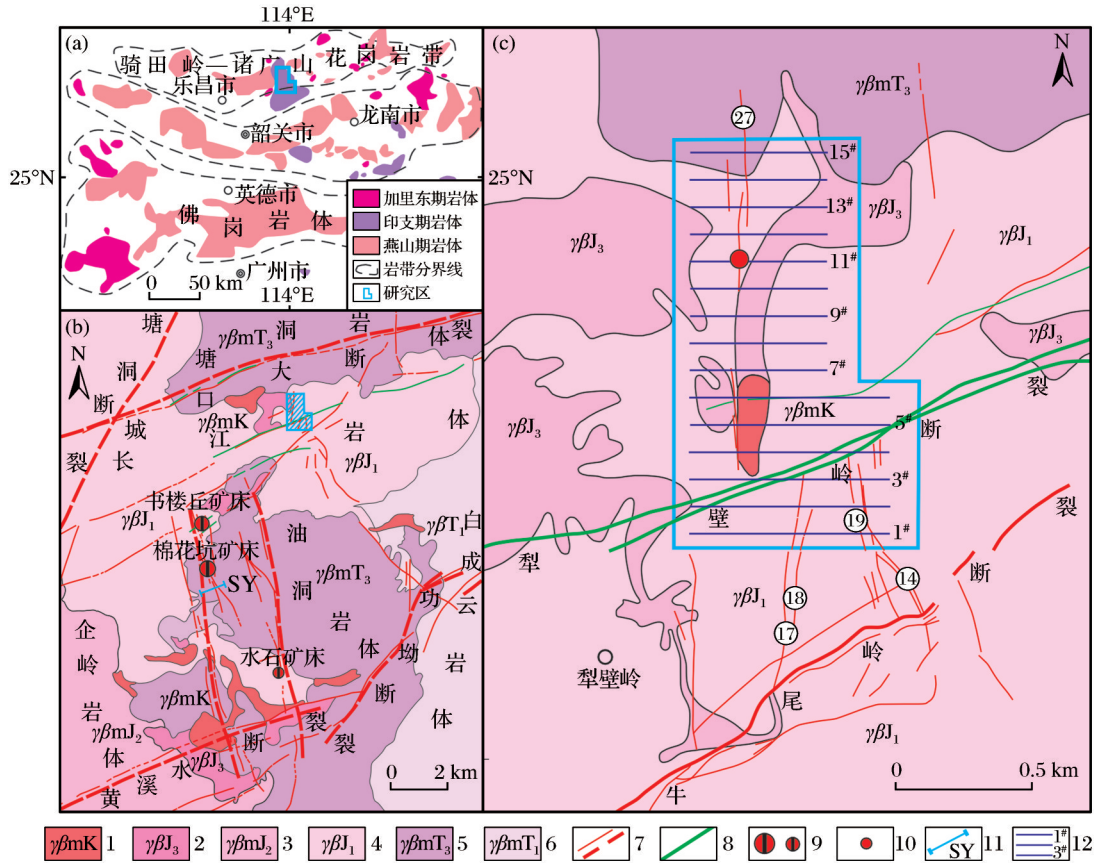 114°E
(a)
骑田岭—诸广山花岗岩带
乐昌市
龙南市
韶关市
25°N
英德市
佛岗岩体
广州市
0 50 km
114°E
加里东期岩体
印支期岩体
燕山期岩体
岩带分界线
研究区
(b)
N
塘洞断裂
γβmT₃
塘洞岩体
口
大断裂
城
长江岩体
γβmK
γβJ₁
书楼丘矿床
γβJ₁
棉花坑矿床
SY
油洞岩体
γβmT₃
γβT₁
白云岩体
成功坳断裂
企岭岩体
水石矿床
γβmK
γβmJ₂
γβJ₃
黄溪水断裂
0 2 km
(c)
N
γβmT₃
27
15#
13#
γβJ₃
γβJ₃
γβJ₁
11#
9#
γβJ₃
7#
γβmK
5#
γβJ₃
3#
犁壁岭断裂
19
1#
14
γβJ₁
18
17
犁壁岭
牛尾岭断裂
γβJ₁
0 0.5 km
γβmK 1
γβJ₃ 2
γβmJ₂ 3
γβJ₁ 4
γβmT₃ 5
γβmT₁ 6
7
8
9
10
SY 11
1# 3# 12